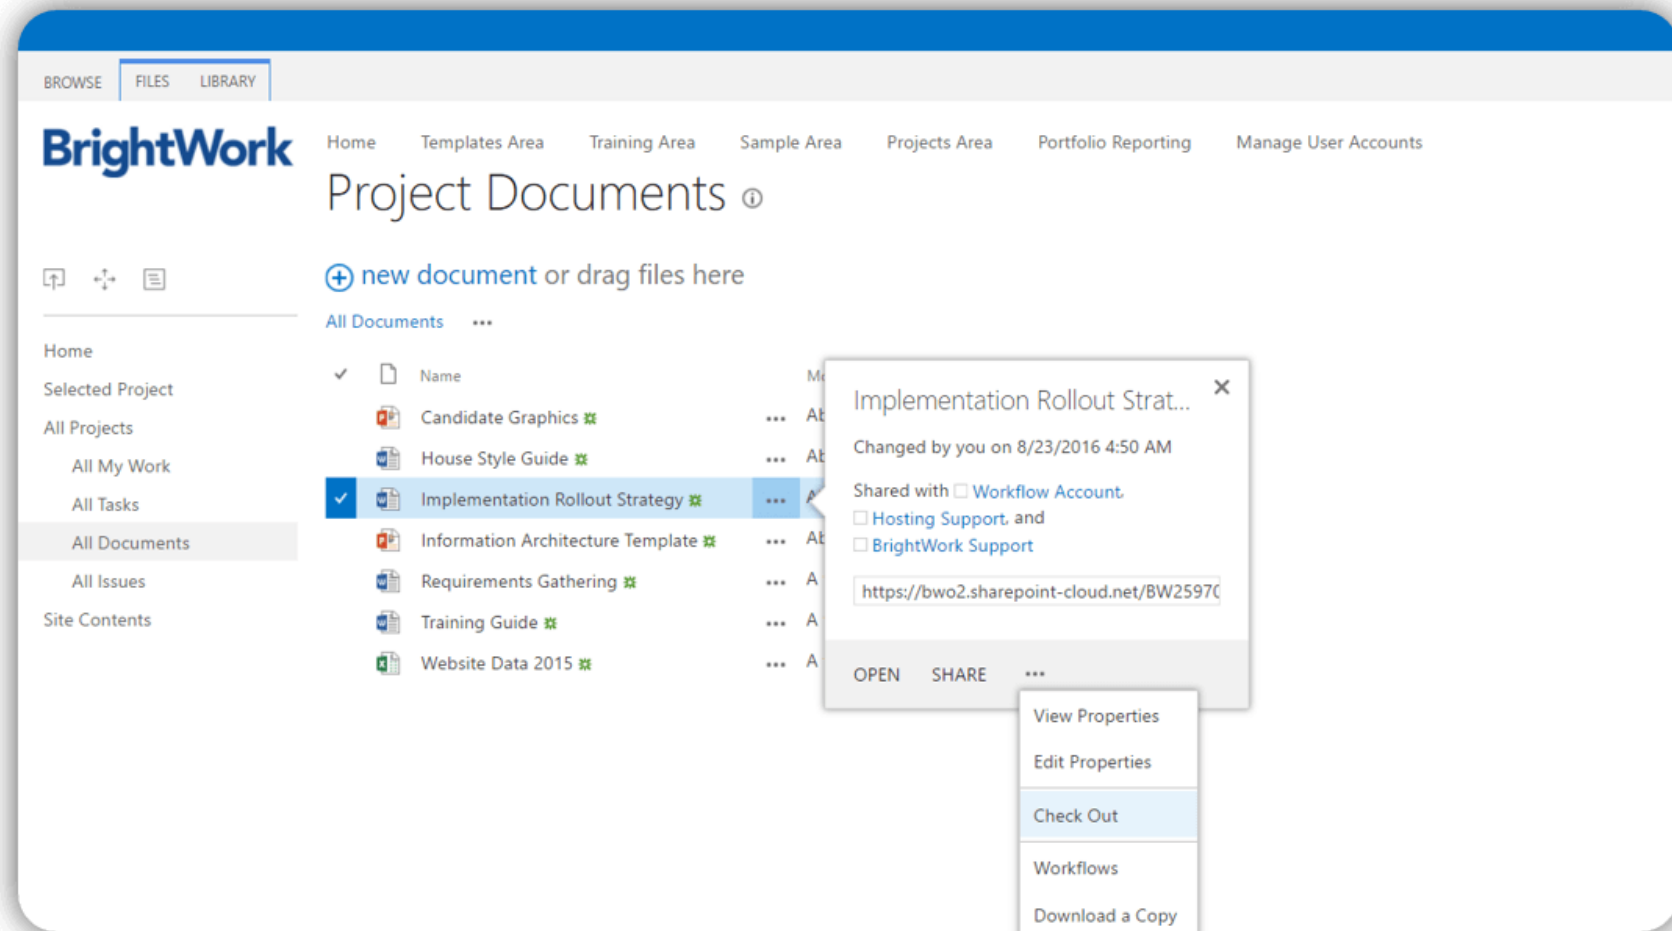 BROWSE FILES LIBRARY
BrightWork
Home Templates Area Training Area Sample Area Projects Area Portfolio Reporting Manage User Accounts
Project Documents
new document or drag files here
All Documents ...
Home
Selected Project
All Projects
All My Work
All Tasks
All Documents
All Issues
Site Contents
Name
Candidate Graphics ...
House Style Guide ...
Implementation Rollout Strategy ...
Information Architecture Template ...
Requirements Gathering ... A
Training Guide ... A
Website Data 2015 ... A
Implementation Rollout Strat...
Changed by you on 8/23/2016 4:50 AM
Shared with Workflow Account,
Hosting Support, and
BrightWork Support
https://bwo2.sharepoint-cloud.net/BW2597
OPEN SHARE ...
View Properties
Edit Properties
Check Out
Workflows
Download a Copy